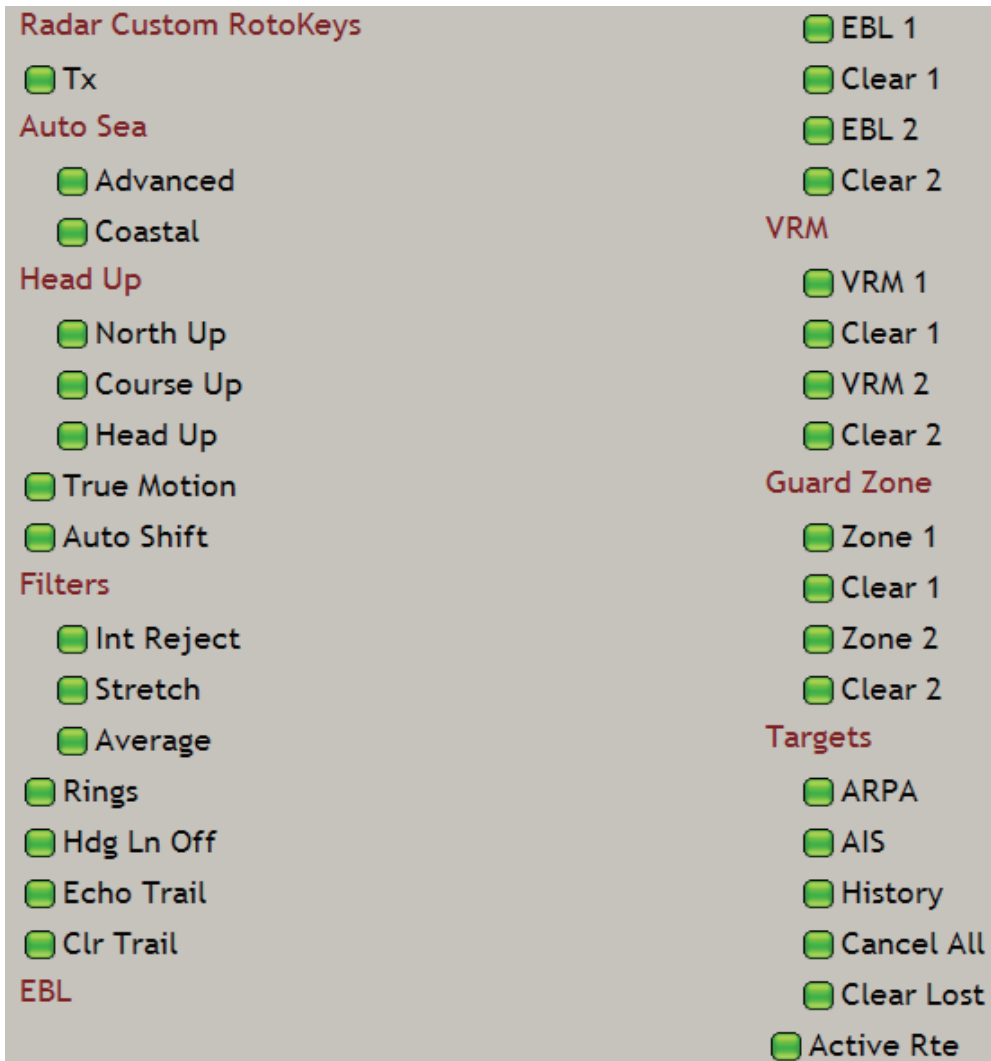 Radar Custom RotoKeys
Tx
Auto Sea
Advanced
Coastal
Head Up
North Up
Course Up
Head Up
True Motion
Auto Shift
Filters
Int Reject
Stretch
Average
Rings
Hdg Ln Off
Echo Trail
Clr Trail
EBL
EBL 1
Clear 1
EBL 2
Clear 2
VRM
VRM 1
Clear 1
VRM 2
Clear 2
Guard Zone
Zone 1
Clear 1
Zone 2
Clear 2
Targets
ARPA
AIS
History
Cancel All
Clear Lost
Active Rte